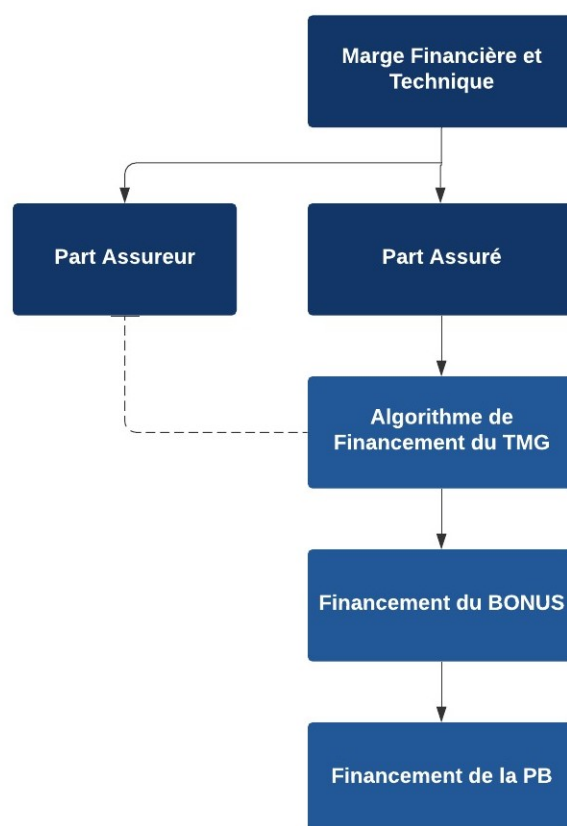 Marge Financière et
Technique
Part Assureur
Part Assuré
Algorithme de
Financement du TMG
Financement du BONUS
Financement de la PB